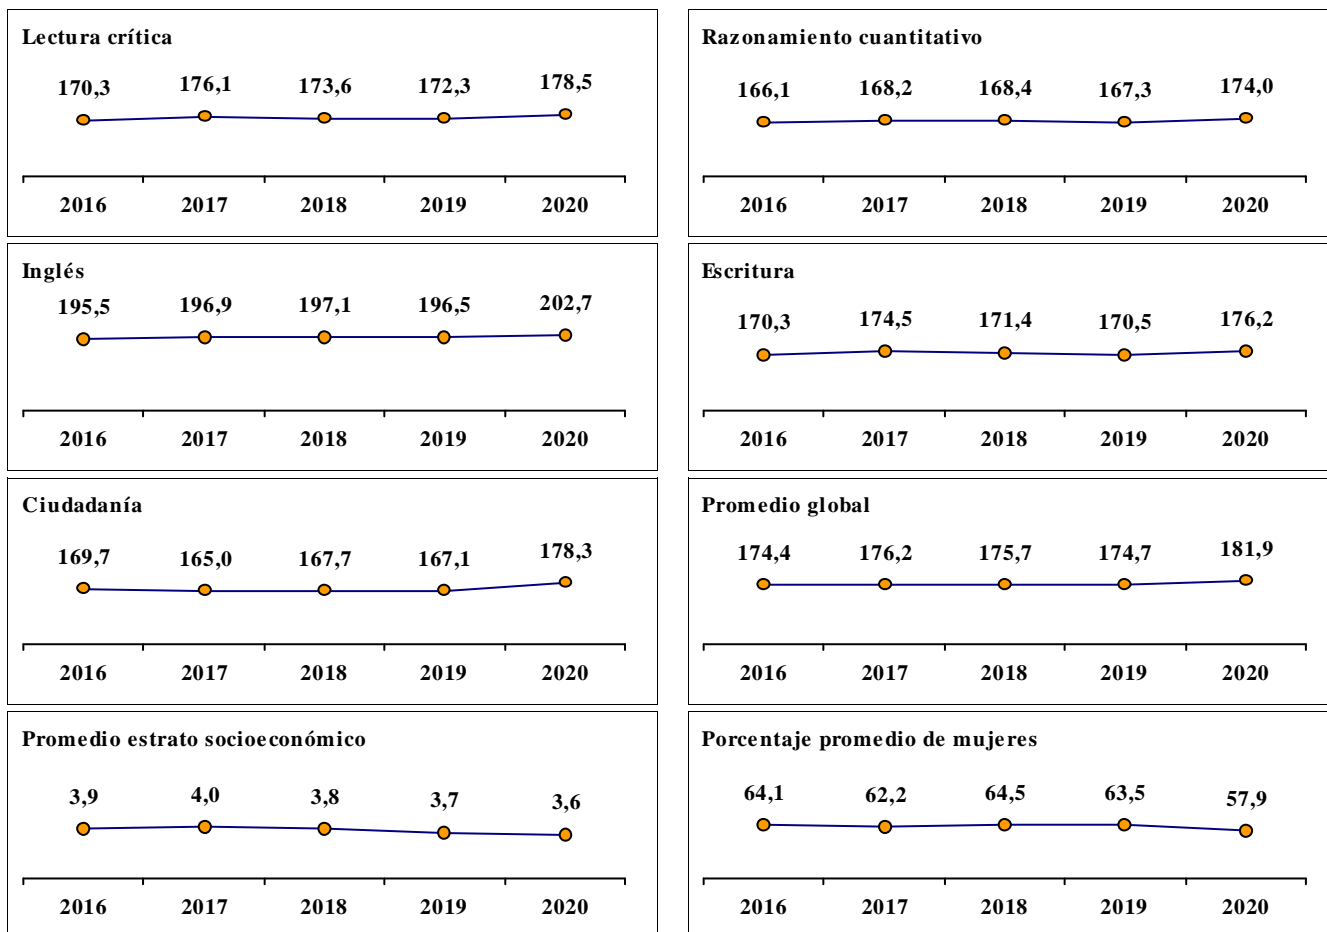 Lectura crítica
170,3 176,1 173,6 172,3 178,5
2016 2017 2018 2019 2020
Razonamiento cuantitativo
166,1 168,2 168,4 167,3 174,0
2016 2017 2018 2019 2020
Inglés
195,5 196,9 197,1 196,5 202,7
2016 2017 2018 2019 2020
Escritura
170,3 174,5 171,4 170,5 176,2
2016 2017 2018 2019 2020
Ciudadanía
169,7 165,0 167,7 167,1 178,3
2016 2017 2018 2019 2020
Promedio global
174,4 176,2 175,7 174,7 181,9
2016 2017 2018 2019 2020
Promedio estrato socioeconómico
3,9 4,0 3,8 3,7 3,6
2016 2017 2018 2019 2020
Porcentaje promedio de mujeres
64,1 62,2 64,5 63,5 57,9
2016 2017 2018 2019 2020